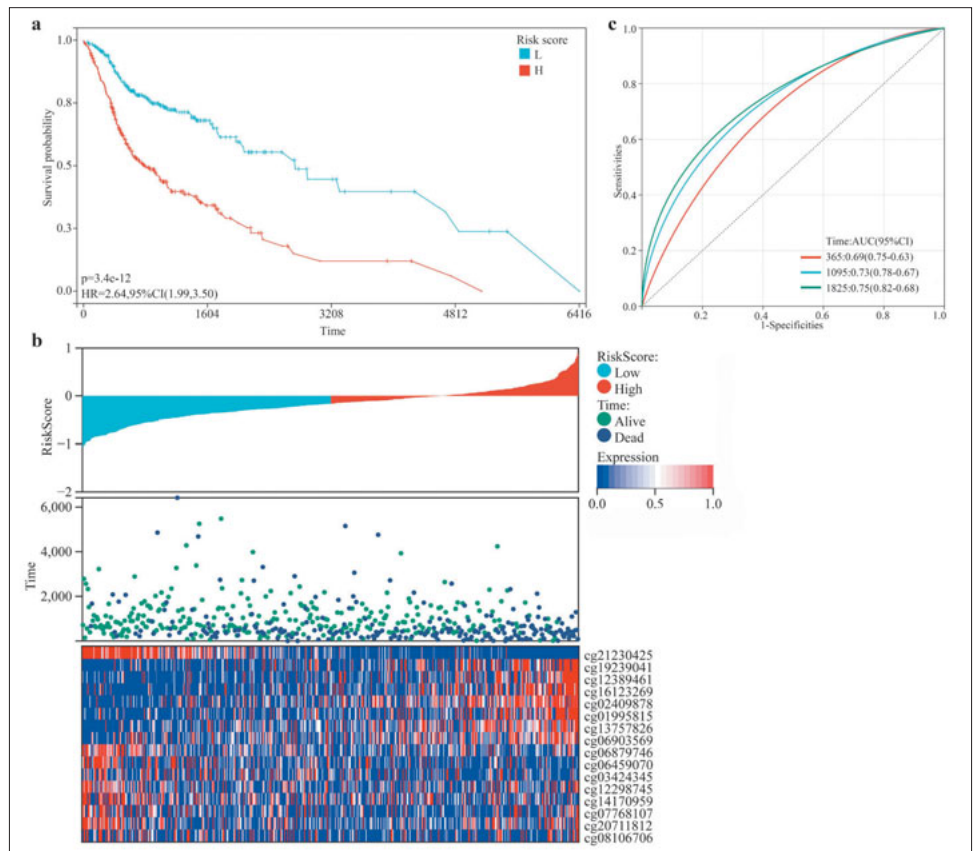 a
Risk score
L
H
1.0
0.8
0.5
0.3
0.0
Survival probability
p=3.4e-12
HR=2.64,95%CI(1.99,3.50)
0
1604
3208
4812
6416
Time
c
1.0
0.8
0.6
0.4
0.2
0.0
Sensitivities
Time:AUC(95%CI)
365:0.69(0.75-0.63)
1095:0.73(0.78-0.67)
1825:0.75(0.82-0.68)
0.2
0.4
0.6
0.8
1.0
1-Specificities
b
1
0
−1
−2
RiskScore
6,000
4,000
2,000
Time
RiskScore:
Low
High
Time:
Alive
Dead
Expression
0.0
0.5
1.0
cg21230425
cg19239041
cg12389461
cg16123269
cg02409878
cg01995815
cg13757826
cg06903569
cg06879746
cg06459070
cg03424345
cg12298745
cg14170959
cg07768107
cg20711812
cg08106706